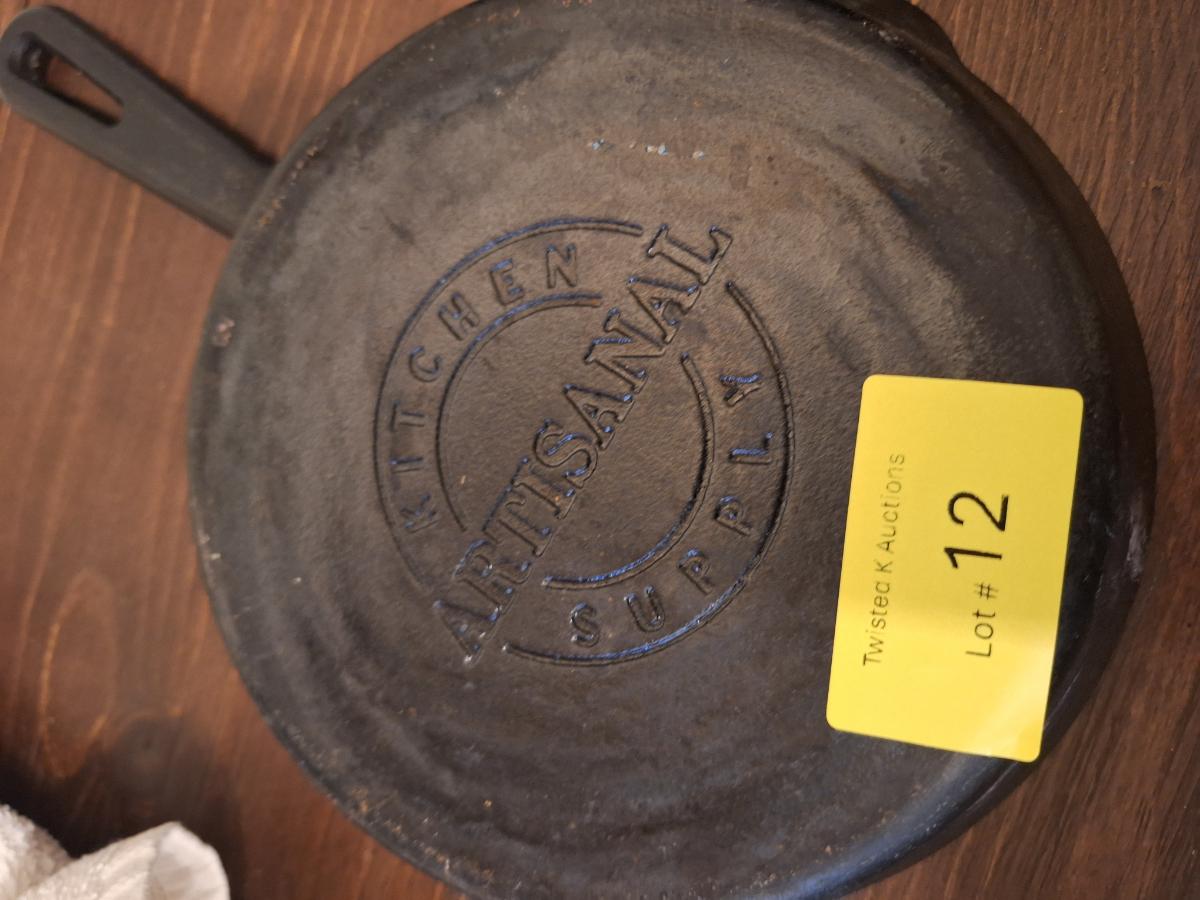 KITCHEN
ARTISANAL
SUPPLY
Twisted K Auctions
Lot # 12